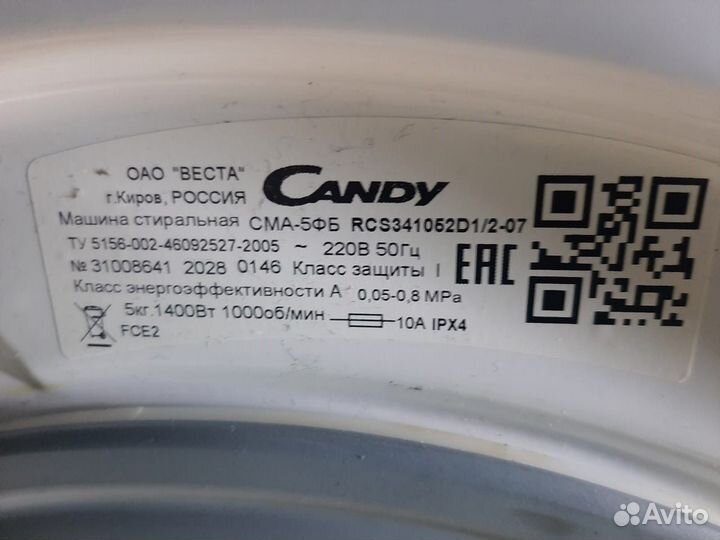 ОАО "ВЕСТА"
г.Киров, РОССИЯ
CANDY
Машина стиральная СМА-5ФБ RCS341052D1/2-07
ТУ 5156-002-46092527-2005 ~ 220В 50Гц
№ 31008641 2028 0146 Класс защиты I
EAC
Класс энергоэффективности А 0,05-0,8 MPa
5кг.1400Вт 1000об/мин 10А IPX4
FCE2
Avito